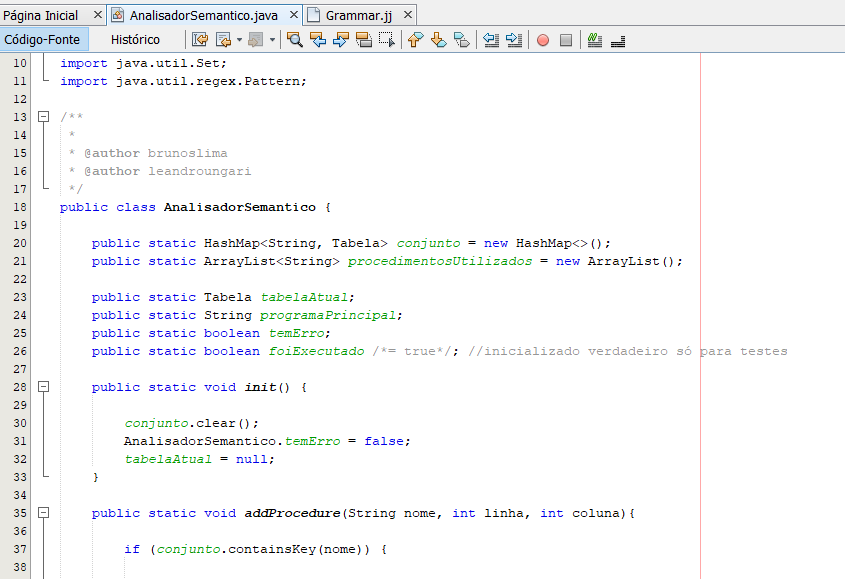 Página Inicial AnalisadorSemantico.java Grammar.jj
Código-Fonte Histórico
10 import java.util.Set;
11 import java.util.regex.Pattern;
12
13 /**
14 *
15 * @author brunoslima
16 * @author leandroungari
17 */
18 public class AnalisadorSemantico {
19
20 public static HashMap<String, Tabela> conjunto = new HashMap<>();
21 public static ArrayList<String> procedimentosUtilizados = new ArrayList();
22
23 public static Tabela tabelaAtual;
24 public static String programaPrincipal;
25 public static boolean temErro;
26 public static boolean foiExecutado /*= true*/; //inicializado verdadeiro só para testes
27
28 public static void init() {
29
30 conjunto.clear();
31 AnalisadorSemantico.temErro = false;
32 tabelaAtual = null;
33 }
34
35 public static void addProcedure(String nome, int linha, int coluna){
36
37 if (conjunto.containsKey(nome)) {
38